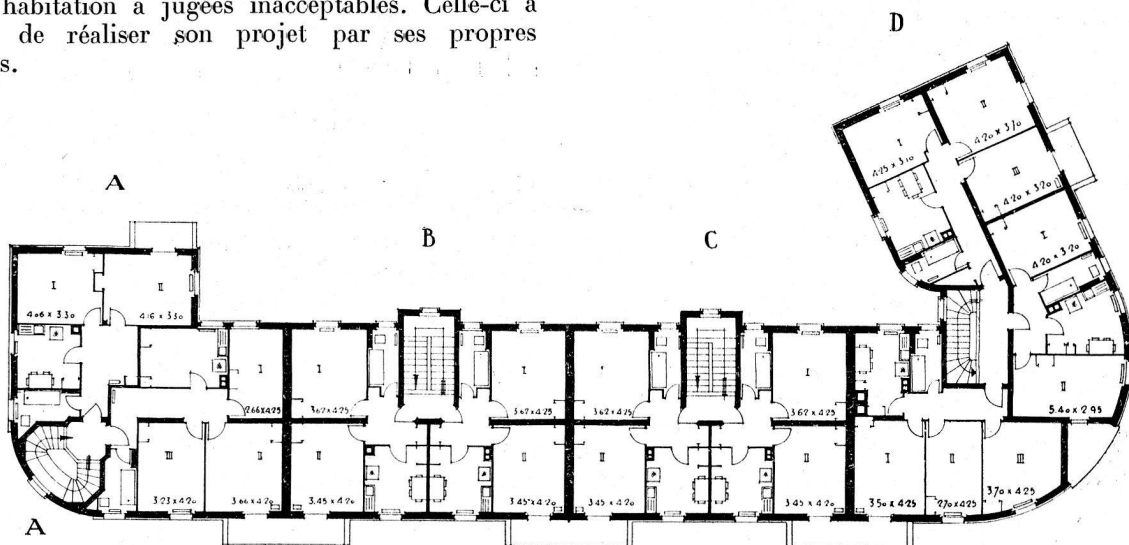 habitation a jugées inacceptables. Celle-ci a
de réaliser son projet par ses propres
s.
D
A
B
C
I
4.25 x 3.10
II
4.20 x 3.70
III
4.20 x 3.20
I
4.20 x 3.20
II
5.40 x 2.95
I
4.06 x 3.30
II
4.16 x 3.30
I
2.66 x 4.25
I
3.62 x 4.25
I
3.62 x 4.25
3.62 x 4.25
I
3.62 x 4.25
III
3.23 x 4.20
II
3.66 x 4.20
II
3.45 x 4.20
II
3.45 x 4.20
II
3.45 x 4.20
II
3.45 x 4.20
I
3.50 x 4.25
II
2.70 x 4.25
III
3.70 x 4.25
A